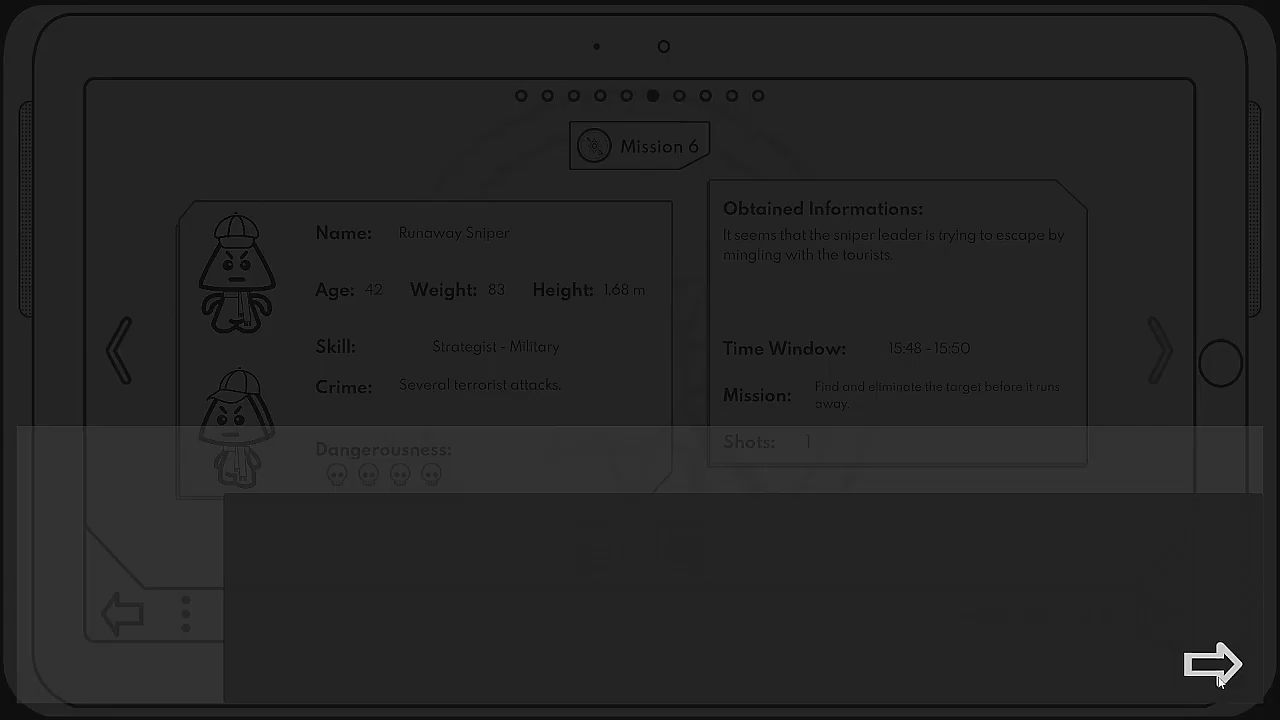 Mission 6
Name: Runaway Sniper
Age: 42 Weight: 83 Height: 1.68 m
Skill: Strategist - Military
Crime: Several terrorist attacks.
Dangerousness:
Obtained Informations:
It seems that the sniper leader is trying to escape by
mingling with the tourists.
Time Window: 15:48 - 15:50
Mission: Find and eliminate the target before it runs
away.
Shots: 1